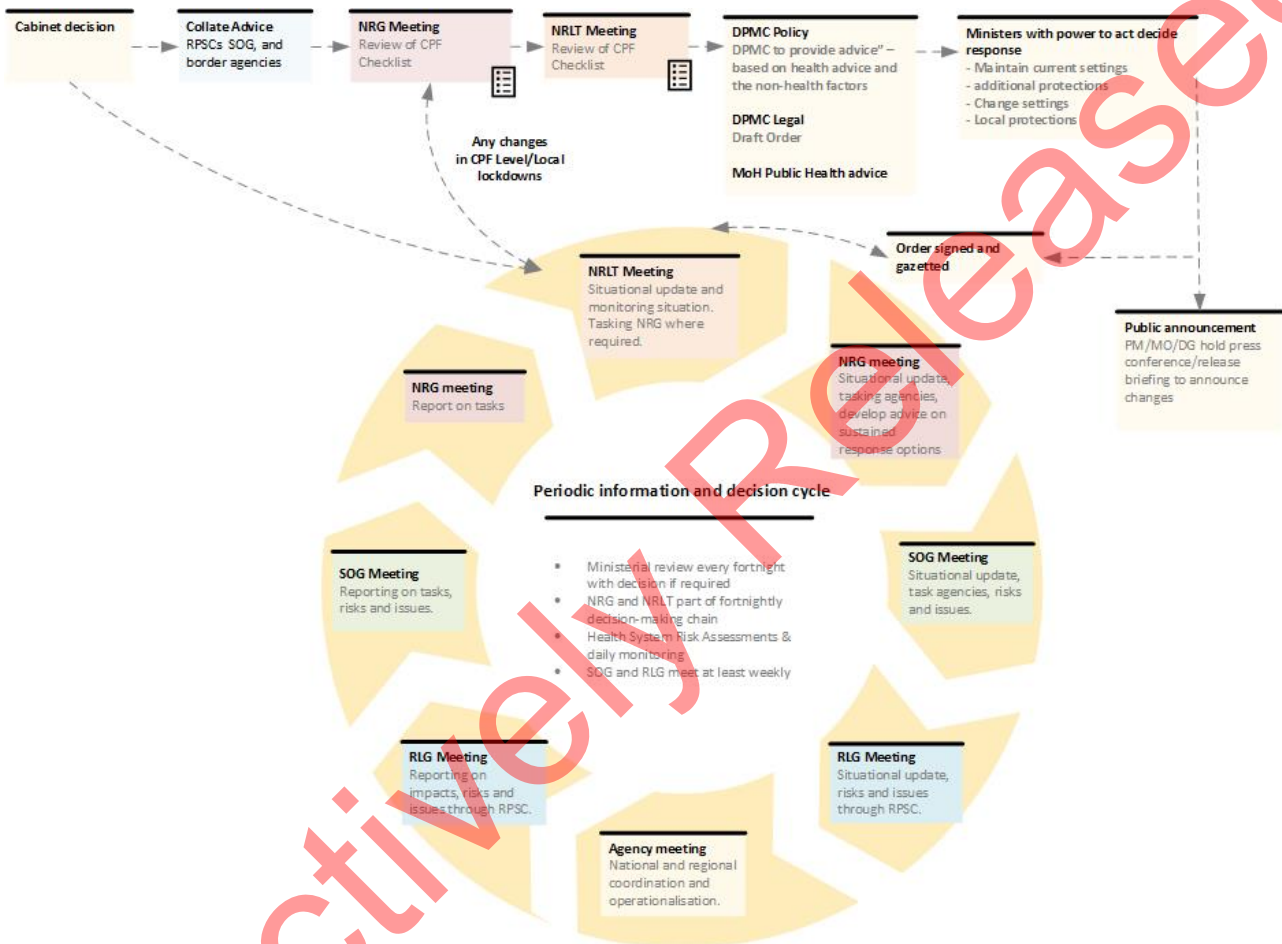 Cabinet decision
Collate Advice
RPSCs SOG, and
border agencies
NRG Meeting
Review of CPF
Checklist
NRLT Meeting
Review of CPF
Checklist
DPMC Policy
DPMC to provide advice” –
based on health advice and
the non-health factors
DPMC Legal
Draft Order
MoH Public Health advice
Ministers with power to act decide
response
- Maintain current settings
- additional protections
- Change settings
- Local protections
Any changes
in CPF Level/Local
lockdowns
Order signed and
gazetted
Public announcement
PM/MO/DG hold press
conference/release
briefing to announce
changes
NRLT Meeting
Situational update and
monitoring situation.
Tasking NRG where
required.
NRG meeting
Situational update,
tasking agencies,
develop advice on
sustained
response options
NRG meeting
Report on tasks
Periodic information and decision cycle
• Ministerial review every fortnight
with decision if required
• NRG and NRLT part of fortnightly
decision-making chain
• Health System Risk Assessments &
daily monitoring
• SOG and RLG meet at least weekly
SOG Meeting
Reporting on tasks,
risks and issues.
SOG Meeting
Situational update,
task agencies, risks
and issues.
RLG Meeting
Reporting on
impacts, risks and
issues through RPSC.
RLG Meeting
Situational update,
risks and issues
through RPSC.
Agency meeting
National and regional
coordination and
operationalisation.
ctively Release